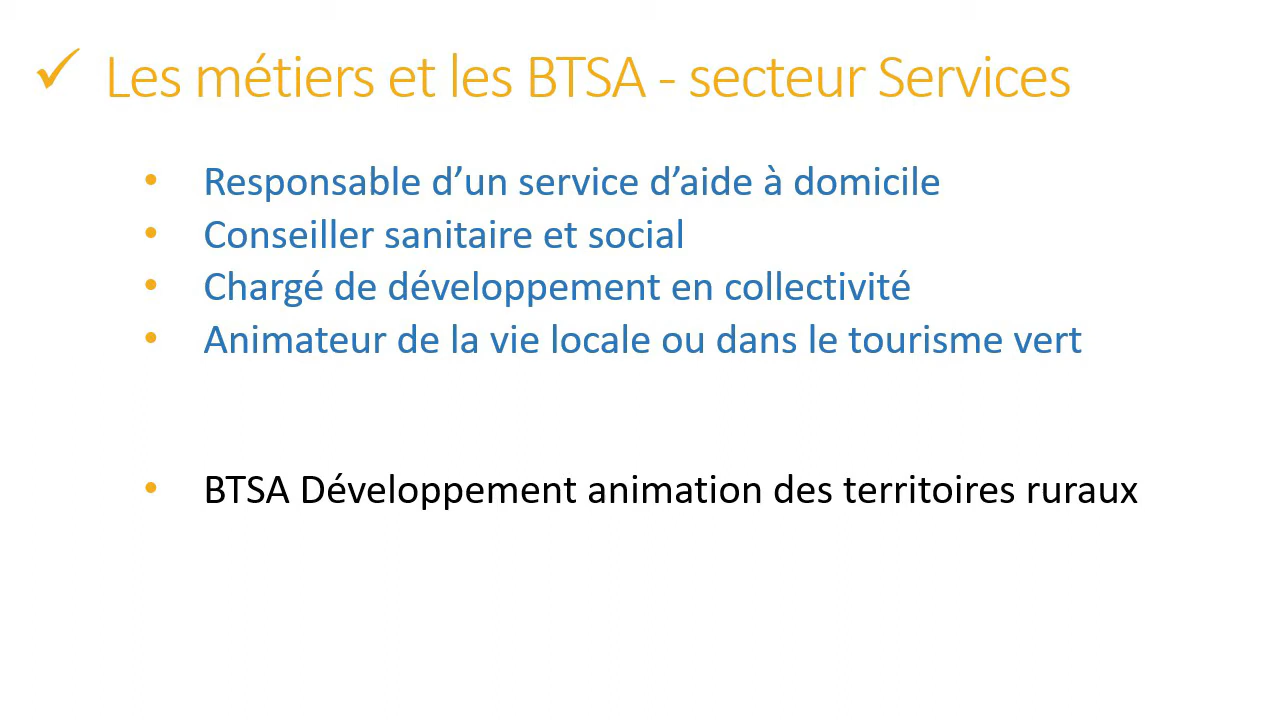 ✓ Les métiers et les BTSA - secteur Services
• Responsable d’un service d’aide à domicile
• Conseiller sanitaire et social
• Chargé de développement en collectivité
• Animateur de la vie locale ou dans le tourisme vert
• BTSA Développement animation des territoires ruraux